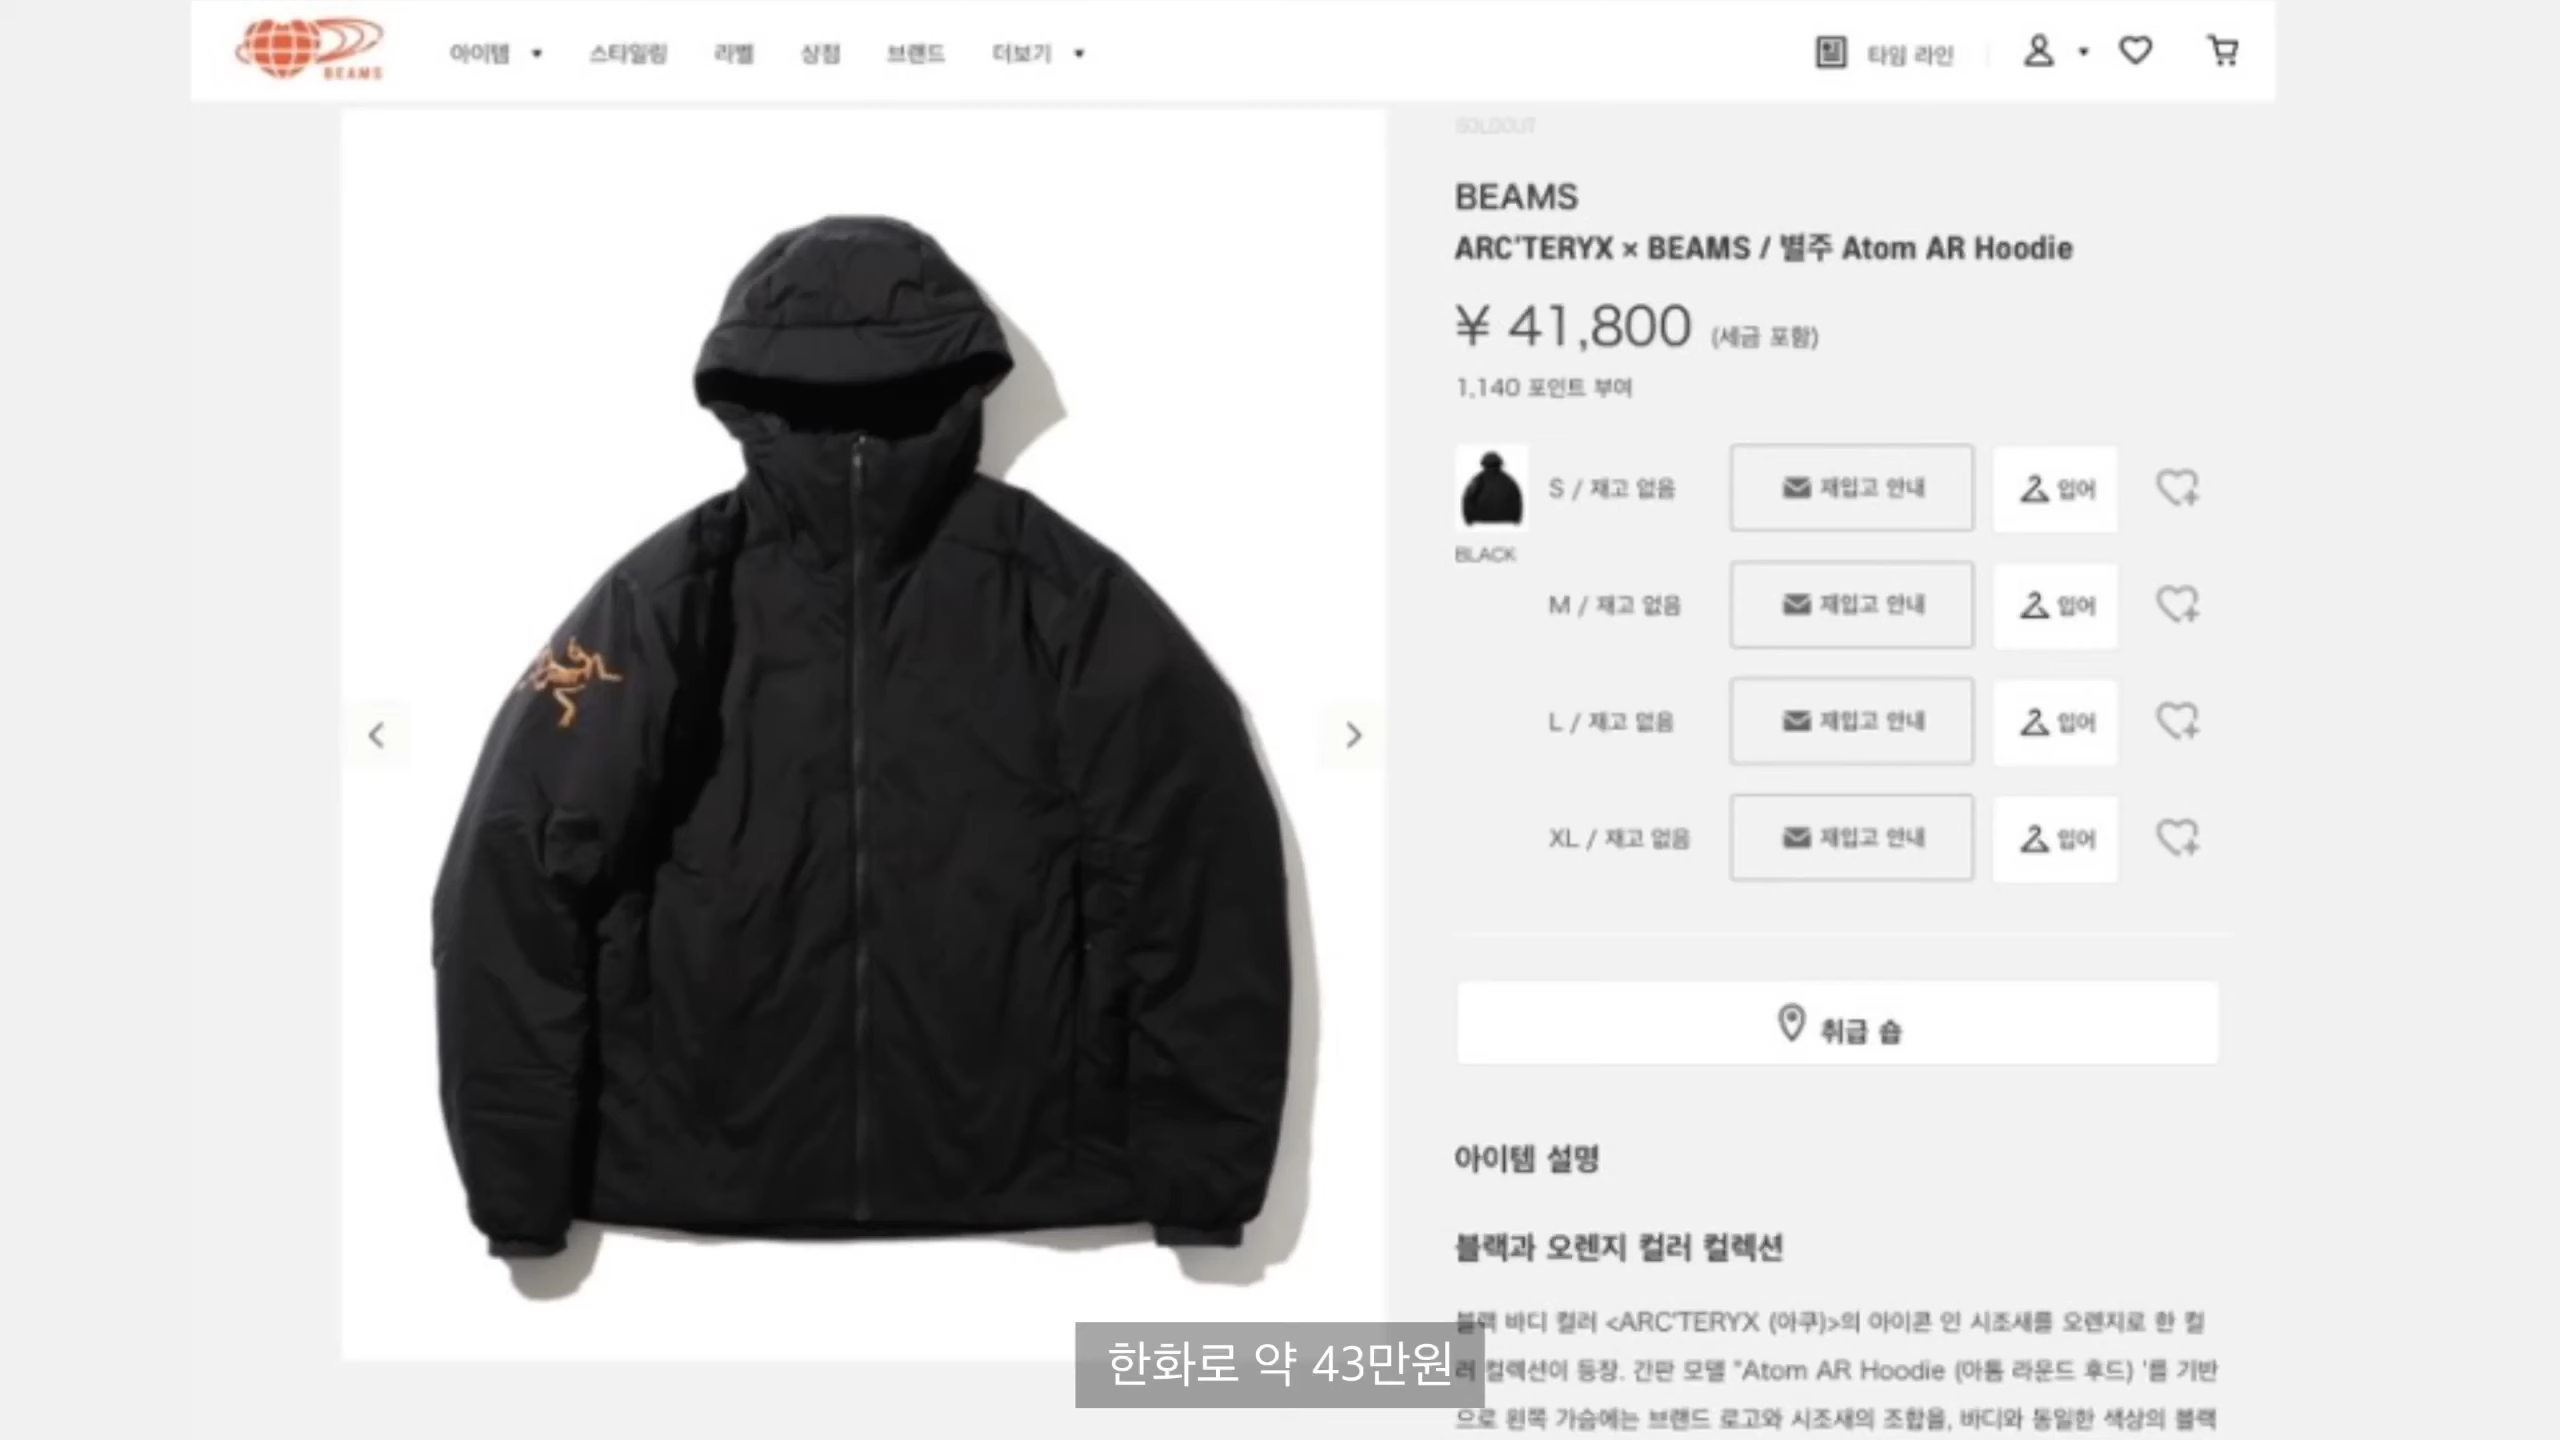 BEAMS
아이템 스타일링 라벨 상점 브랜드 더보기
타임 라인
SOLDOUT
BEAMS
ARC'TERYX × BEAMS / 별주 Atom AR Hoodie
¥ 41,800 (세금 포함)
1,140 포인트 부여
S / 재고 없음 재입고 안내 입어
BLACK
M / 재고 없음 재입고 안내 입어
L / 재고 없음 재입고 안내 입어
XL / 재고 없음 재입고 안내 입어
취급 숍
아이템 설명
블랙과 오렌지 컬러 컬렉션
블랙 바디 컬러 <ARC'TERYX (아쿠)>의 아이콘 인 시조새를 오렌지로 한 컬
러 컬렉션이 등장. 간판 모델 "Atom AR Hoodie (아톰 라운드 후드) '를 기반
으로 왼쪽 가슴에는 브랜드 로고와 시조새의 조합을, 바디와 동일한 색상의 블랙
한화로 약 43만원